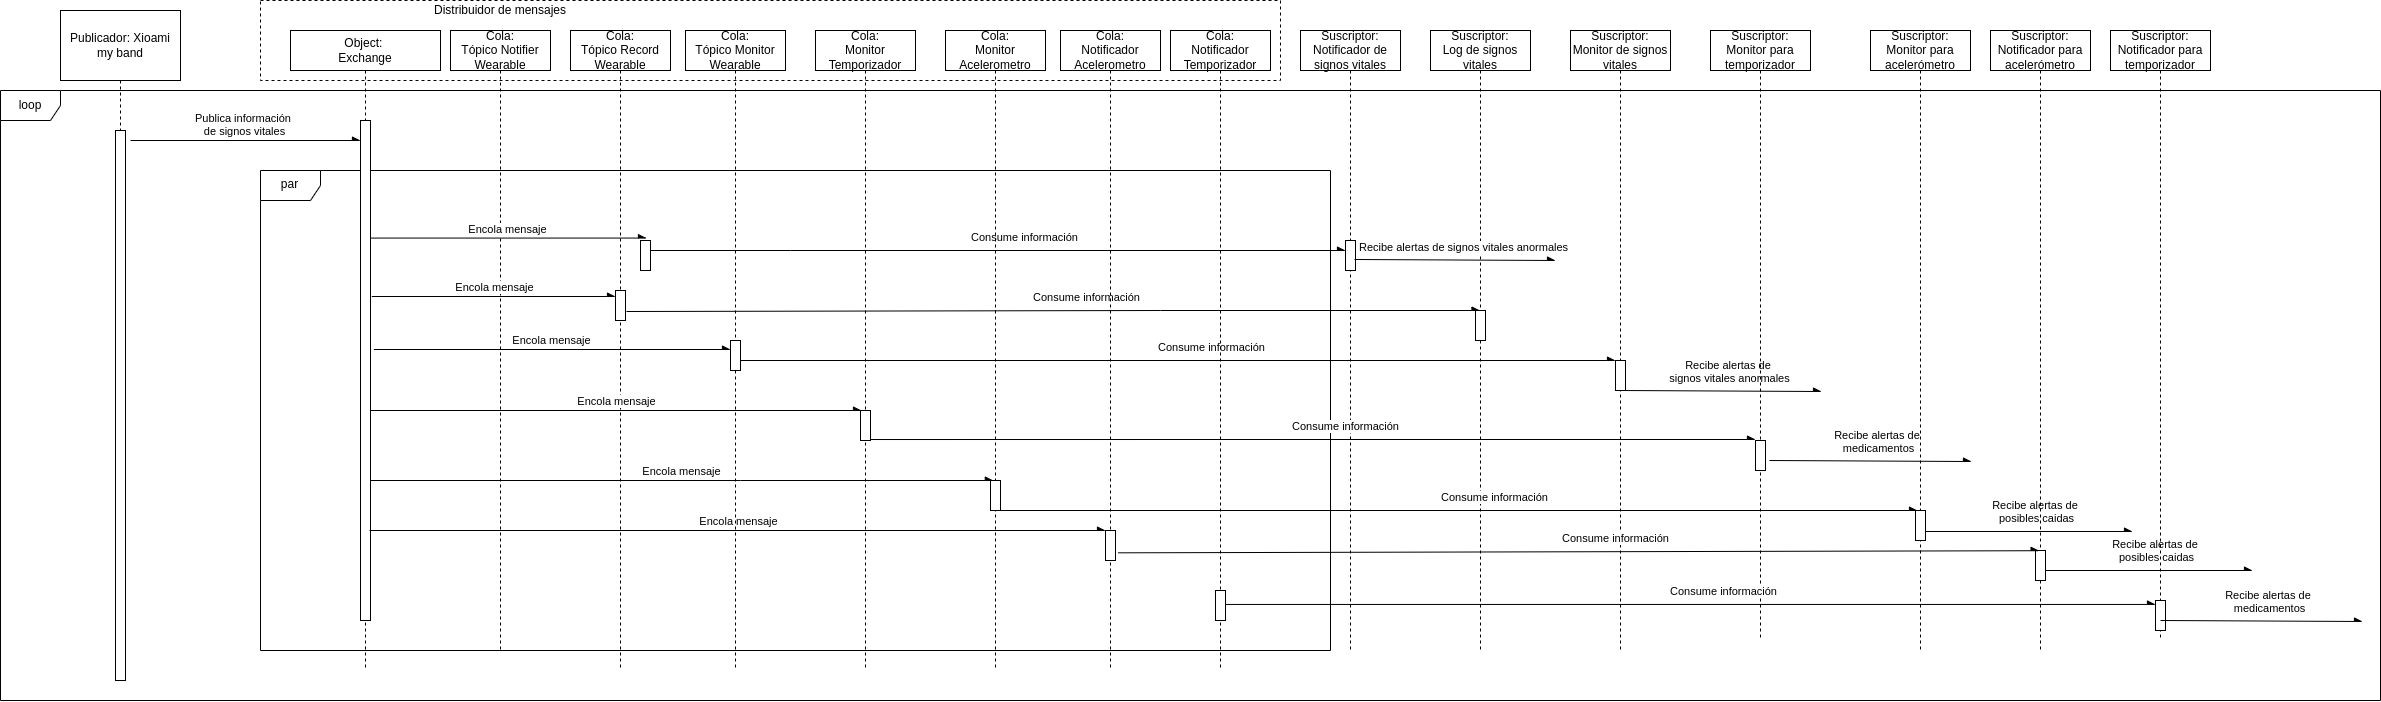 Distribuidor de mensajes
Publicador: Xioami
my band
Object:
Exchange
Cola:
Tópico Notifier
Wearable
Cola:
Tópico Record
Wearable
Cola:
Tópico Monitor
Wearable
Cola:
Monitor
Temporizador
Cola:
Monitor
Acelerometro
Cola:
Notificador
Acelerometro
Cola:
Notificador
Temporizador
Suscriptor:
Notificador de
signos vitales
Suscriptor:
Log de signos
vitales
Suscriptor:
Monitor de signos
vitales
Suscriptor:
Monitor para
temporizador
Suscriptor:
Monitor para
acelerómetro
Suscriptor:
Notificador para
acelerómetro
Suscriptor:
Notificador para
temporizador
loop
Publica información
de signos vitales
par
Encola mensaje
Consume información
Recibe alertas de signos vitales anormales
Encola mensaje
Consume información
Encola mensaje
Consume información
Recibe alertas de
signos vitales anormales
Encola mensaje
Consume información
Recibe alertas de
medicamentos
Encola mensaje
Consume información
Recibe alertas de
posibles caidas
Encola mensaje
Consume información
Recibe alertas de
posibles caidas
Consume información
Recibe alertas de
medicamentos